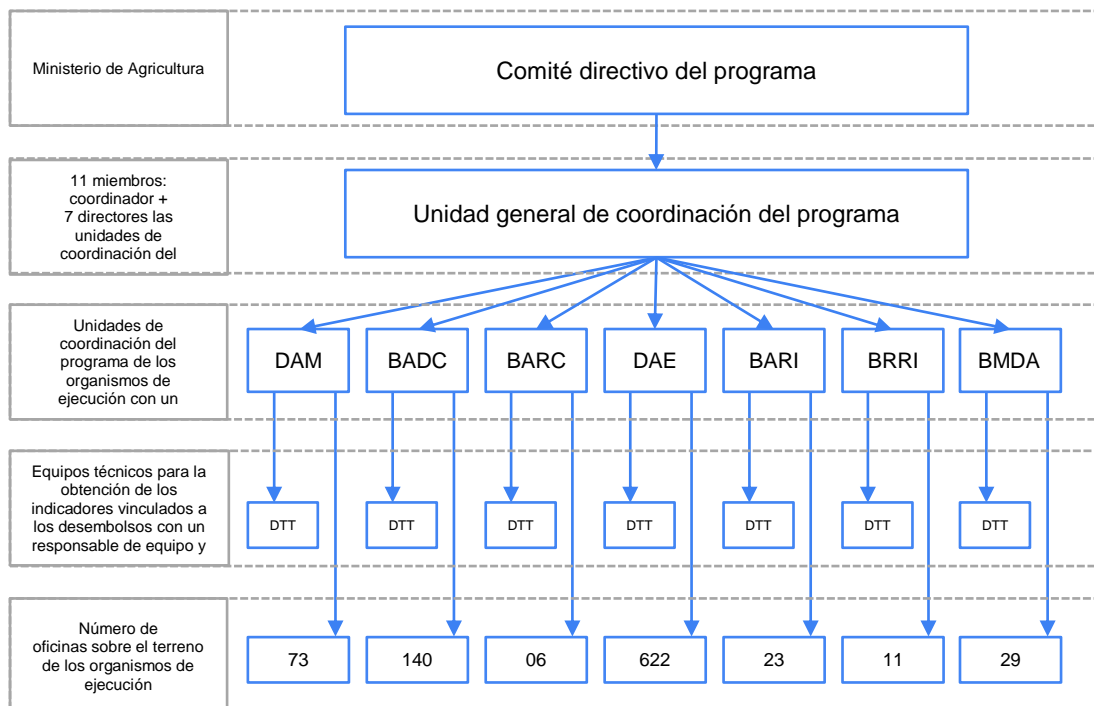 Ministerio de Agricultura
Comité directivo del programa
11 miembros:
coordinador +
7 directores las
unidades de
coordinación del
Unidad general de coordinación del programa
Unidades de
coordinación del
programa de los
organismos de
ejecución con un
DAM
BADC
BARC
DAE
BARI
BRRI
BMDA
Equipos técnicos para la
obtención de los
indicadores vinculados a
los desembolsos con un
responsable de equipo y
DTT
DTT
DTT
DTT
DTT
DTT
DTT
Número de
oficinas sobre el terreno
de los organismos de
ejecución
73
140
06
622
23
11
29